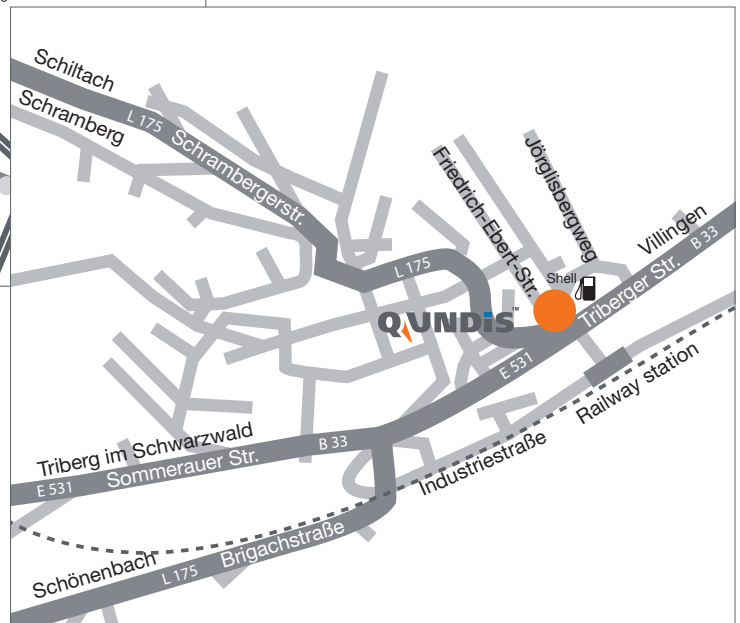 Schiltach
Schramberg
L 175
Schrambergerstr.
Friedrich-Ebert-Str.
Jörglisbergweg
Villingen
B 33
L 175
Shell
Triberger Str.
QUNDIS™
E 531
Railway station
Triberg im Schwarzwald
B 33
Sommerauer Str.
E 531
Industriestraße
Schönenbach
L 175
Brigachstraße